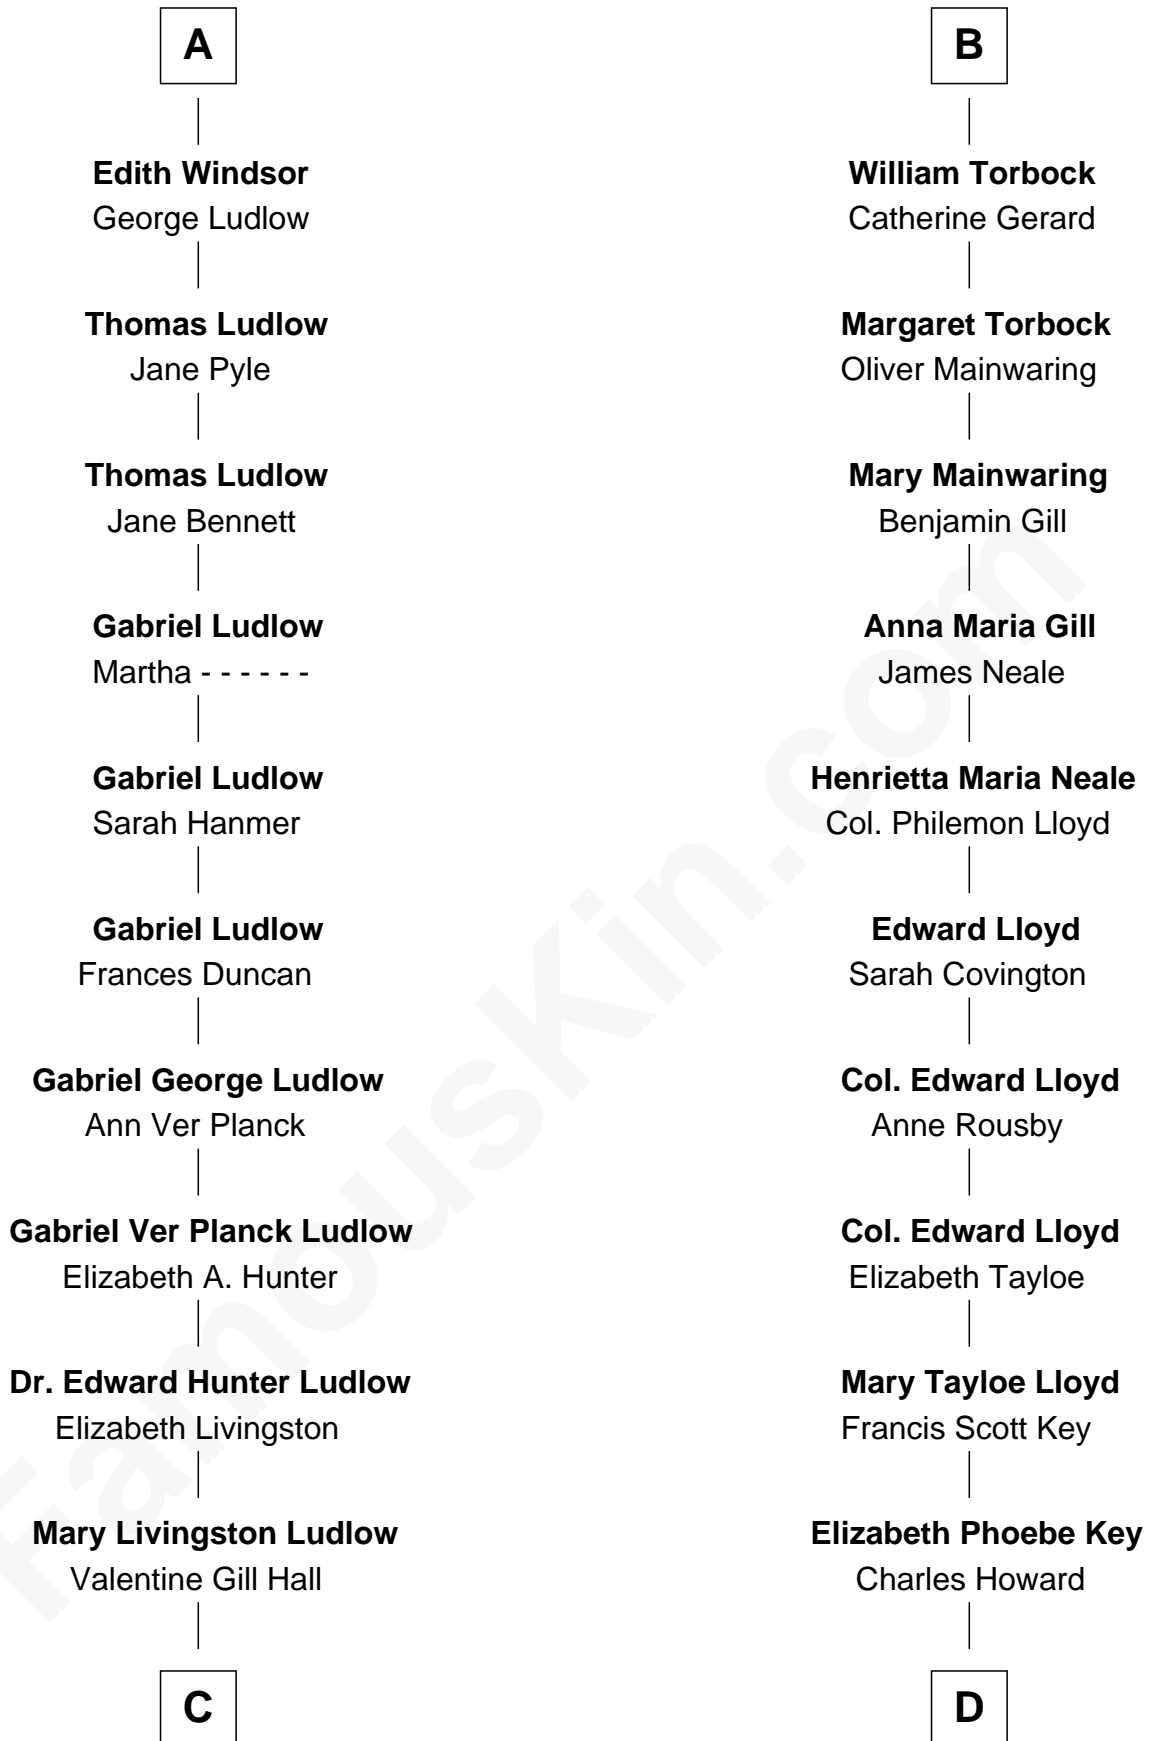 A
Edith Windsor
George Ludlow
Thomas Ludlow
Jane Pyle
Thomas Ludlow
Jane Bennett
Gabriel Ludlow
Martha - - - - - -
Gabriel Ludlow
Sarah Hanmer
Gabriel Ludlow
Frances Duncan
Gabriel George Ludlow
Ann Ver Planck
Gabriel Ver Planck Ludlow
Elizabeth A. Hunter
Dr. Edward Hunter Ludlow
Elizabeth Livingston
Mary Livingston Ludlow
Valentine Gill Hall
C
B
William Torbock
Catherine Gerard
Margaret Torbock
Oliver Mainwaring
Mary Mainwaring
Benjamin Gill
Anna Maria Gill
James Neale
Henrietta Maria Neale
Col. Philemon Lloyd
Edward Lloyd
Sarah Covington
Col. Edward Lloyd
Anne Rousby
Col. Edward Lloyd
Elizabeth Tayloe
Mary Tayloe Lloyd
Francis Scott Key
Elizabeth Phoebe Key
Charles Howard
D
FamousKin.com